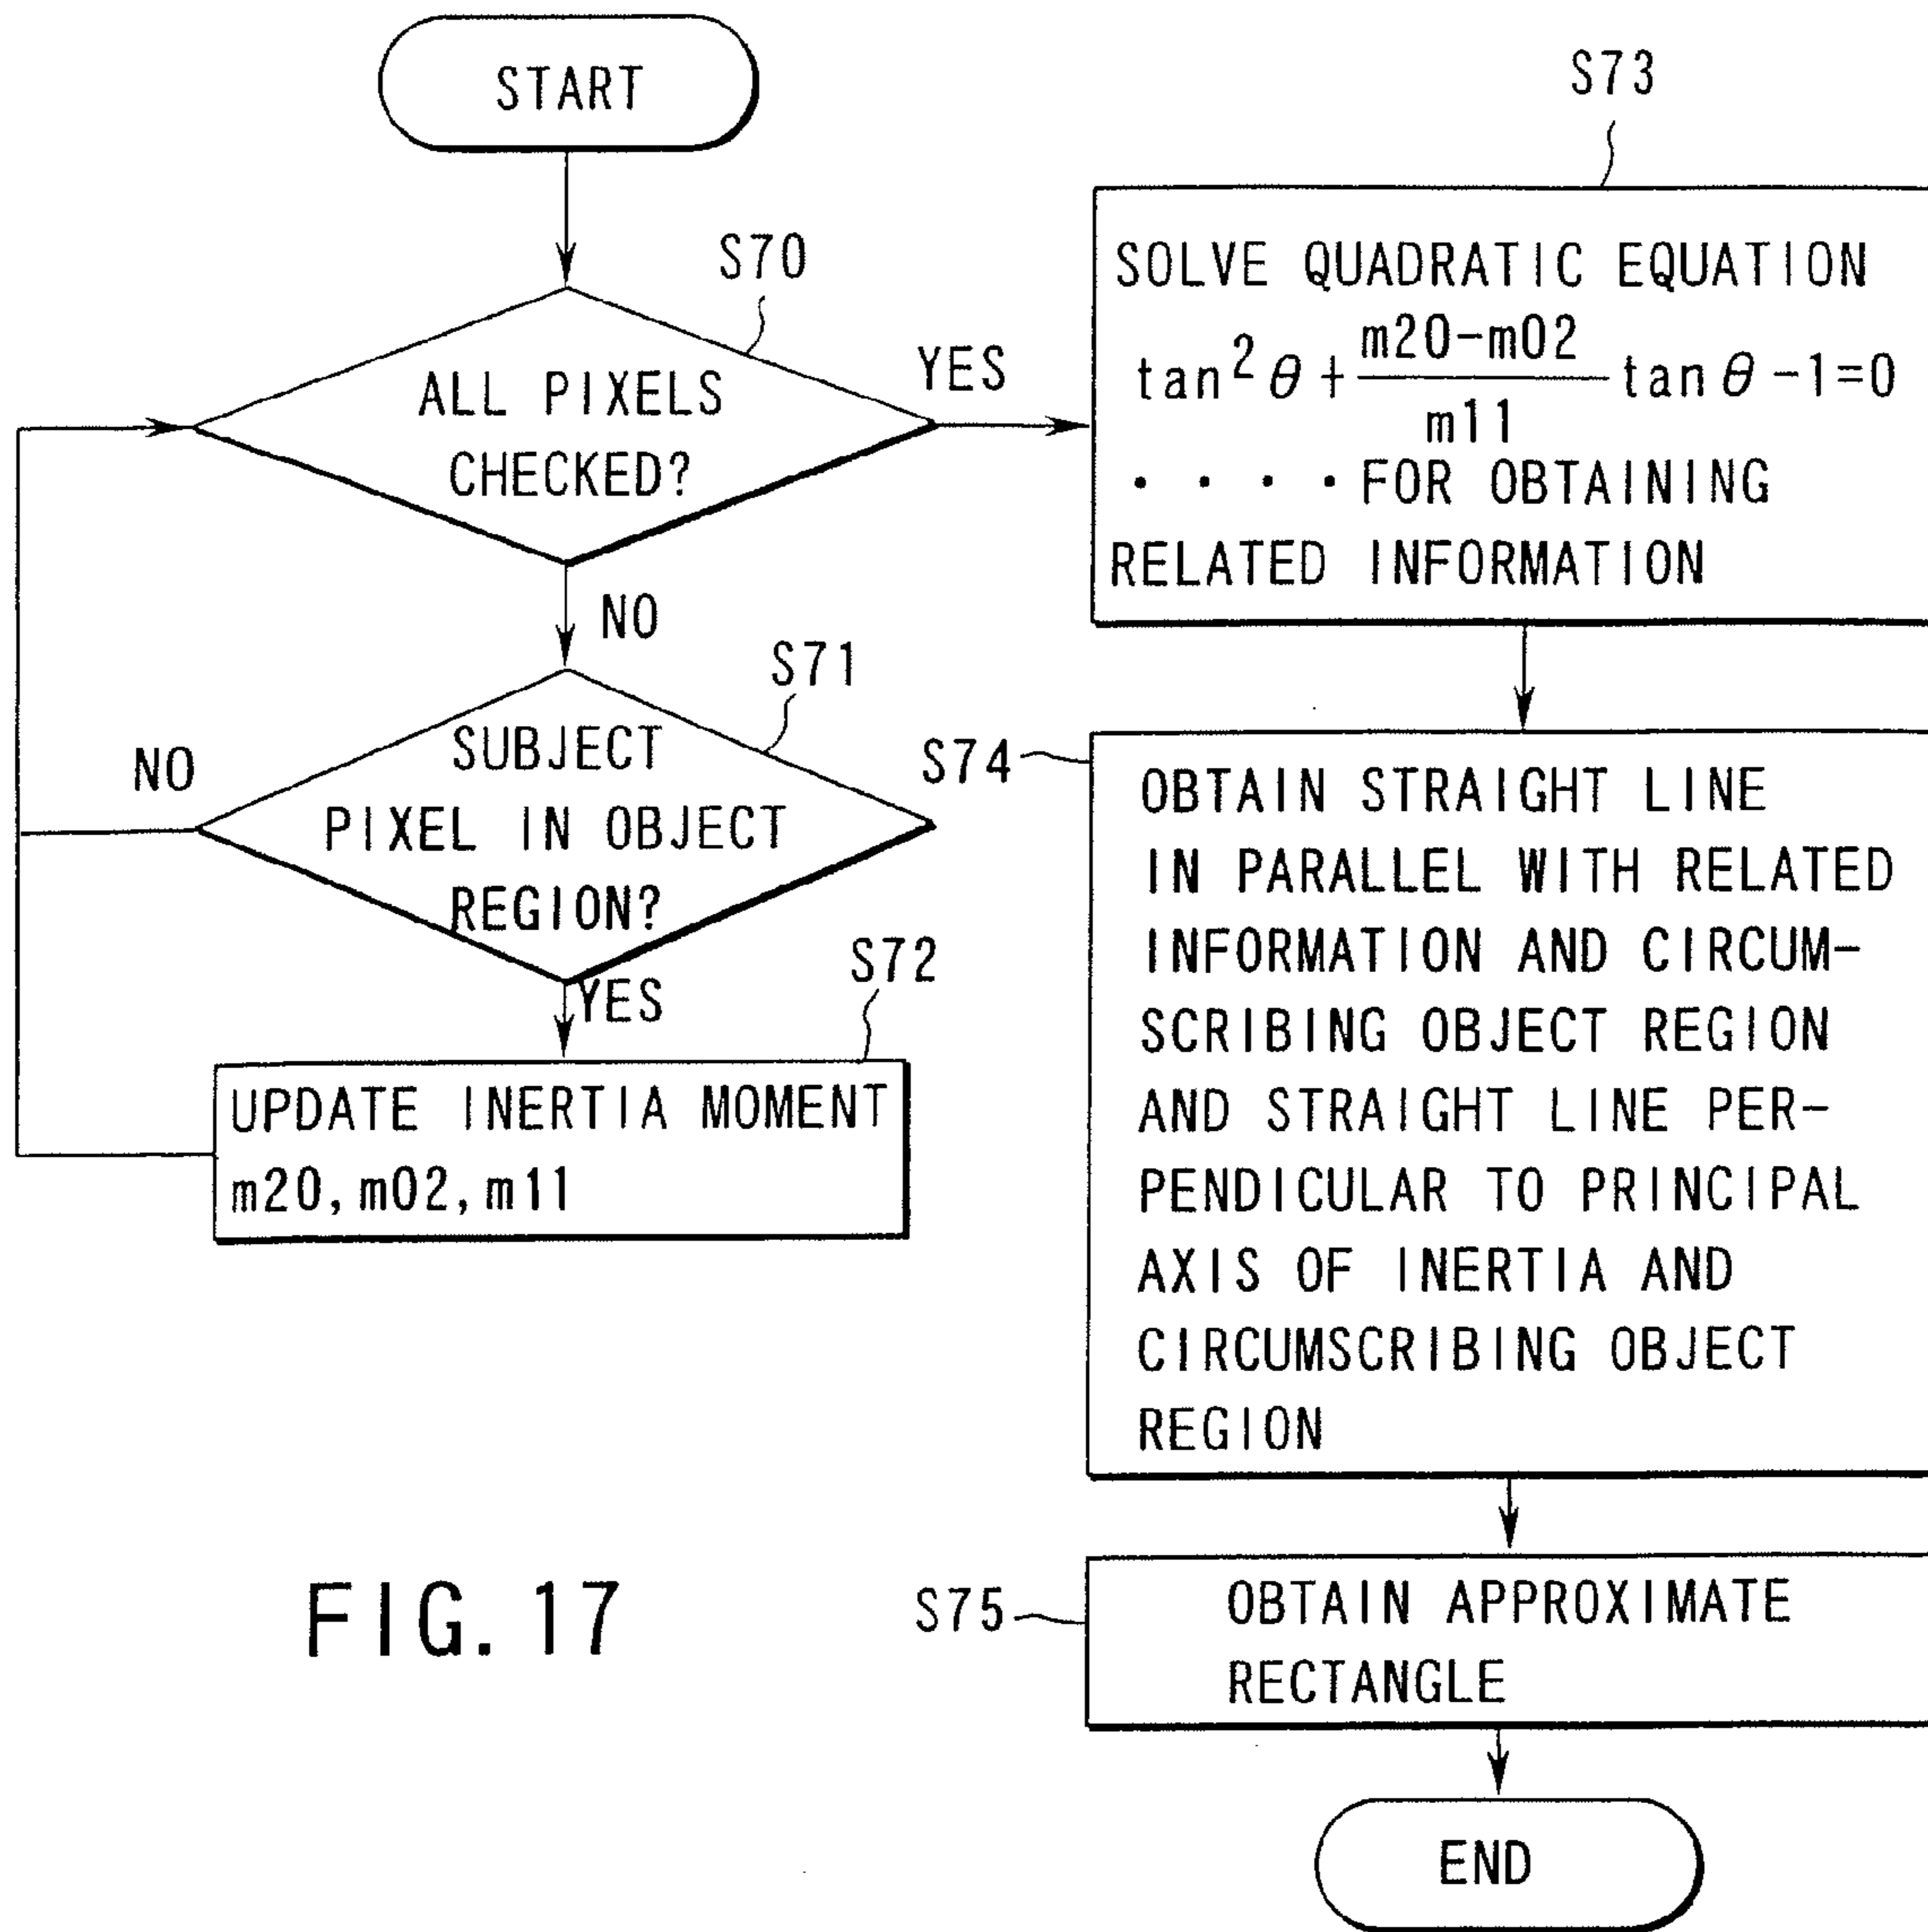 START
S70
ALL PIXELS
CHECKED?
YES
NO
S71
SUBJECT
PIXEL IN OBJECT
REGION?
NO
YES
S72
UPDATE INERTIA MOMENT
m20, m02, m11
S73
SOLVE QUADRATIC EQUATION
tan² θ + (m20-m02)/m11 tan θ -1=0
・・・・FOR OBTAINING
RELATED INFORMATION
S74
OBTAIN STRAIGHT LINE
IN PARALLEL WITH RELATED
INFORMATION AND CIRCUM-
SCRIBING OBJECT REGION
AND STRAIGHT LINE PER-
PENDICULAR TO PRINCIPAL
AXIS OF INERTIA AND
CIRCUMSCRIBING OBJECT
REGION
S75
OBTAIN APPROXIMATE
RECTANGLE
END
FIG. 17